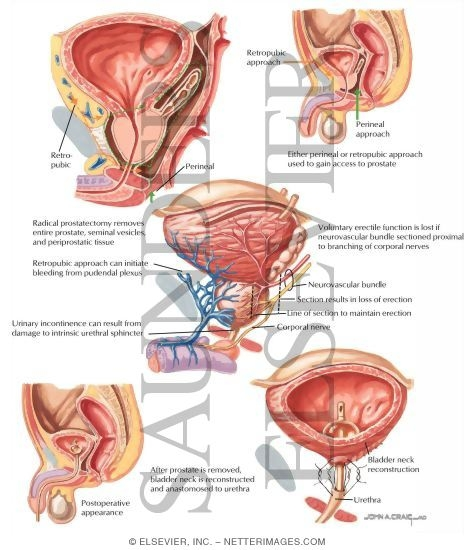 Retropubic
approach
Perineal
approach
Retro-
pubic
Perineal
Either perineal or retropubic approach
used to gain access to prostate
Radical prostatectomy removes
entire prostate, seminal vesicles,
and periprostatic tissue
Voluntary erectile function is lost if
neurovascular bundle sectioned proximal
to branching of corporal nerves
Retropubic approach can initiate
bleeding from pudendal plexus
Neurovascular bundle
Section results in loss of erection
Line of section to maintain erection
Urinary incontinence can result from
damage to intrinsic urethral sphincter
Corporal nerve
Bladder neck
reconstruction
After prostate is removed,
bladder neck is reconstructed
and anastomosed to urethra
Postoperative
appearance
Urethra
JOHN A. CRAIG MD
SAUNDERS
ELSEVIER
© ELSEVIER, INC. – NETTERIMAGES.COM